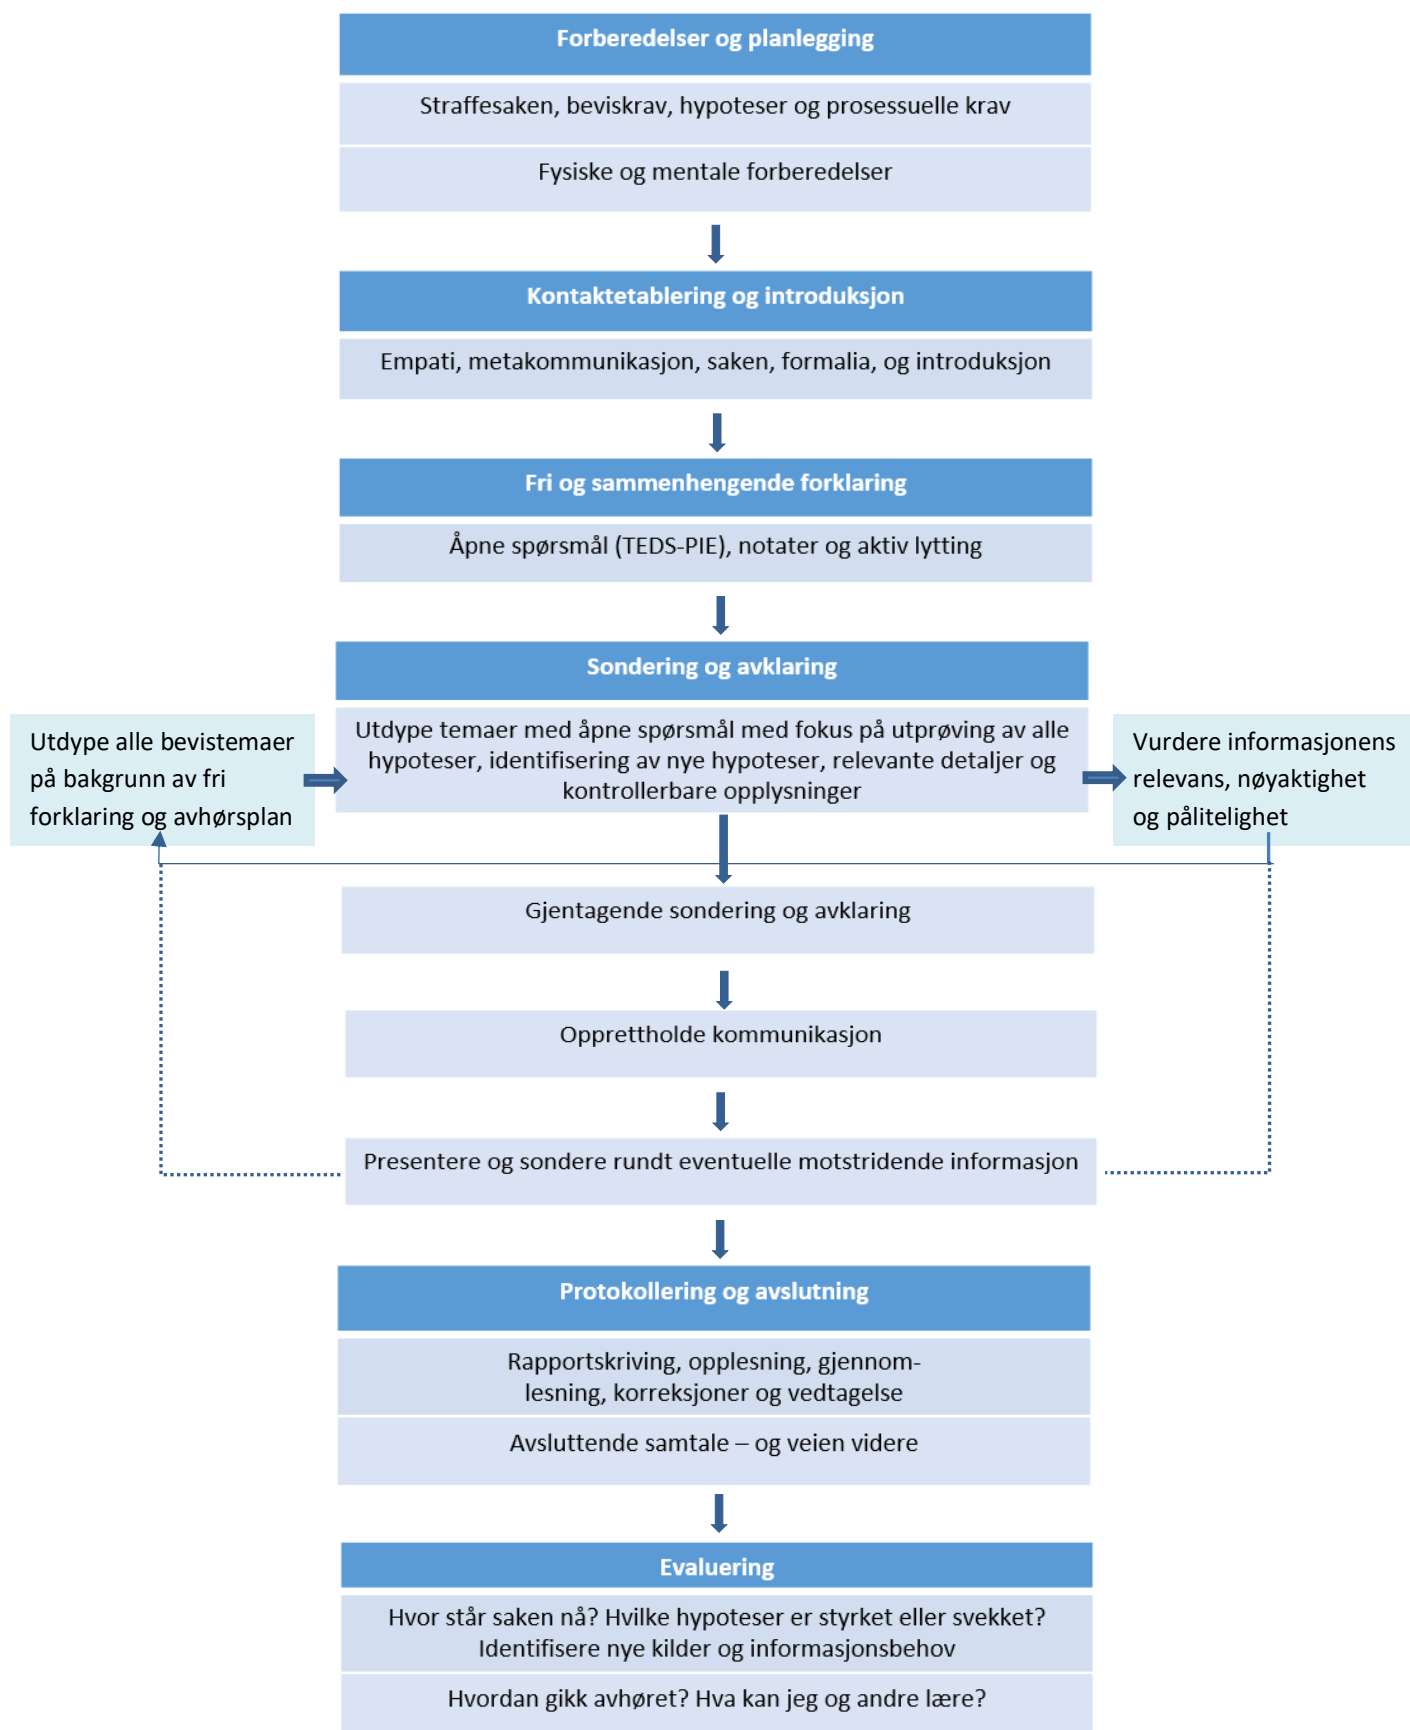 Forberedelser og planlegging
Straffesaken, beviskrav, hypoteser og prosessuelle krav
Fysiske og mentale forberedelser
Kontaktetablering og introduksjon
Empati, metakommunikasjon, saken, formalia, og introduksjon
Fri og sammenhengende forklaring
Åpne spørsmål (TEDS-PIE), notater og aktiv lytting
Sondering og avklaring
Utdype alle bevistemaer
på bakgrunn av fri
forklaring og avhørsplan
Utdype temaer med åpne spørsmål med fokus på utprøving av alle
hypoteser, identifisering av nye hypoteser, relevante detaljer og
kontrollerbare opplysninger
Vurdere informasjonens
relevans, nøyaktighet
og pålitelighet
Gjentagende sondering og avklaring
Opprettholde kommunikasjon
Presentere og sondere rundt eventuelle motstridende informasjon
Protokollering og avslutning
Rapportskriving, opplesning, gjennom-
lesning, korreksjoner og vedtagelse
Avsluttende samtale – og veien videre
Evaluering
Hvor står saken nå? Hvilke hypoteser er styrket eller svekket?
Identifisere nye kilder og informasjonsbehov
Hvordan gikk avhøret? Hva kan jeg og andre lære?